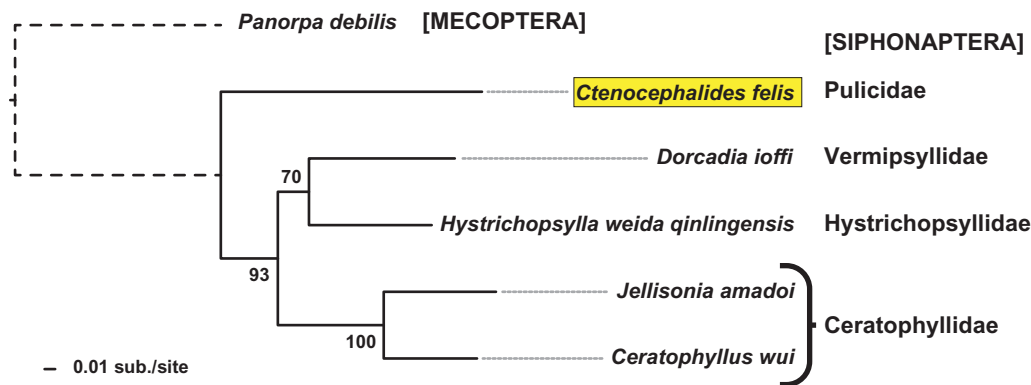 Panorpa debilis [MECOPTERA]
[SIPHONAPTERA]
Ctenocephalides felis Pulicidae
Dorcadia ioffi Vermipsyllidae
70
Hystrichopsylla weida qinlingensis Hystrichopsyllidae
93
Jellisonia amadoi
Ceratophyllidae
100
Ceratophyllus wui
0.01 sub./site